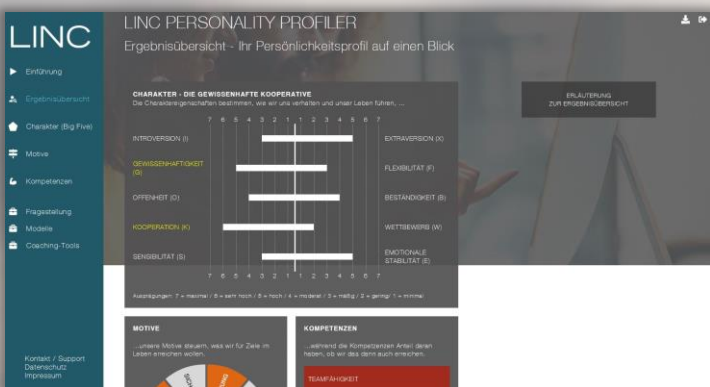 LINC
Einführung
Ergebnisübersicht
Charakter (Big Five)
Motive
Kompetenzen
Fragestellung
Modelle
Coaching-Tools
Kontakt / Support
Datenschutz
Impressum
LINC PERSONALITY PROFILER
Ergebnisübersicht - Ihr Persönlichkeitsprofil auf einen Blick
ERLÄUTERUNG
ZUR ERGEBNISÜBERSICHT
CHARAKTER - DIE GEWISSENHAFTE KOOPERATIVE
Die Charaktereigenschaften bestimmen, wie wir uns verhalten und unser Leben führen, ...
7 6 5 4 3 2 1 1 2 3 4 5 6 7
INTROVERSION (I) EXTRAVERSION (X)
GEWISSENHAFTIGKEIT
(G) FLEXIBILITÄT (F)
OFFENHEIT (O) BESTÄNDIGKEIT (B)
KOOPERATION (K) WETTBEWERB (W)
SENSIBILITÄT (S) EMOTIONALE
STABILITÄT (E)
7 6 5 4 3 2 1 1 2 3 4 5 6 7
Ausprägungen: 7 = maximal / 6 = sehr hoch / 5 = hoch / 4 = moderat / 3 = mäßig / 2 = gering/ 1 = minimal
MOTIVE
...unsere Motive steuern, was wir für Ziele im
Leben erreichen wollen.
KOMPETENZEN
...während die Kompetenzen Anteil daran
haben, ob wir das dann auch erreichen.
TEAMFÄHIGKEIT